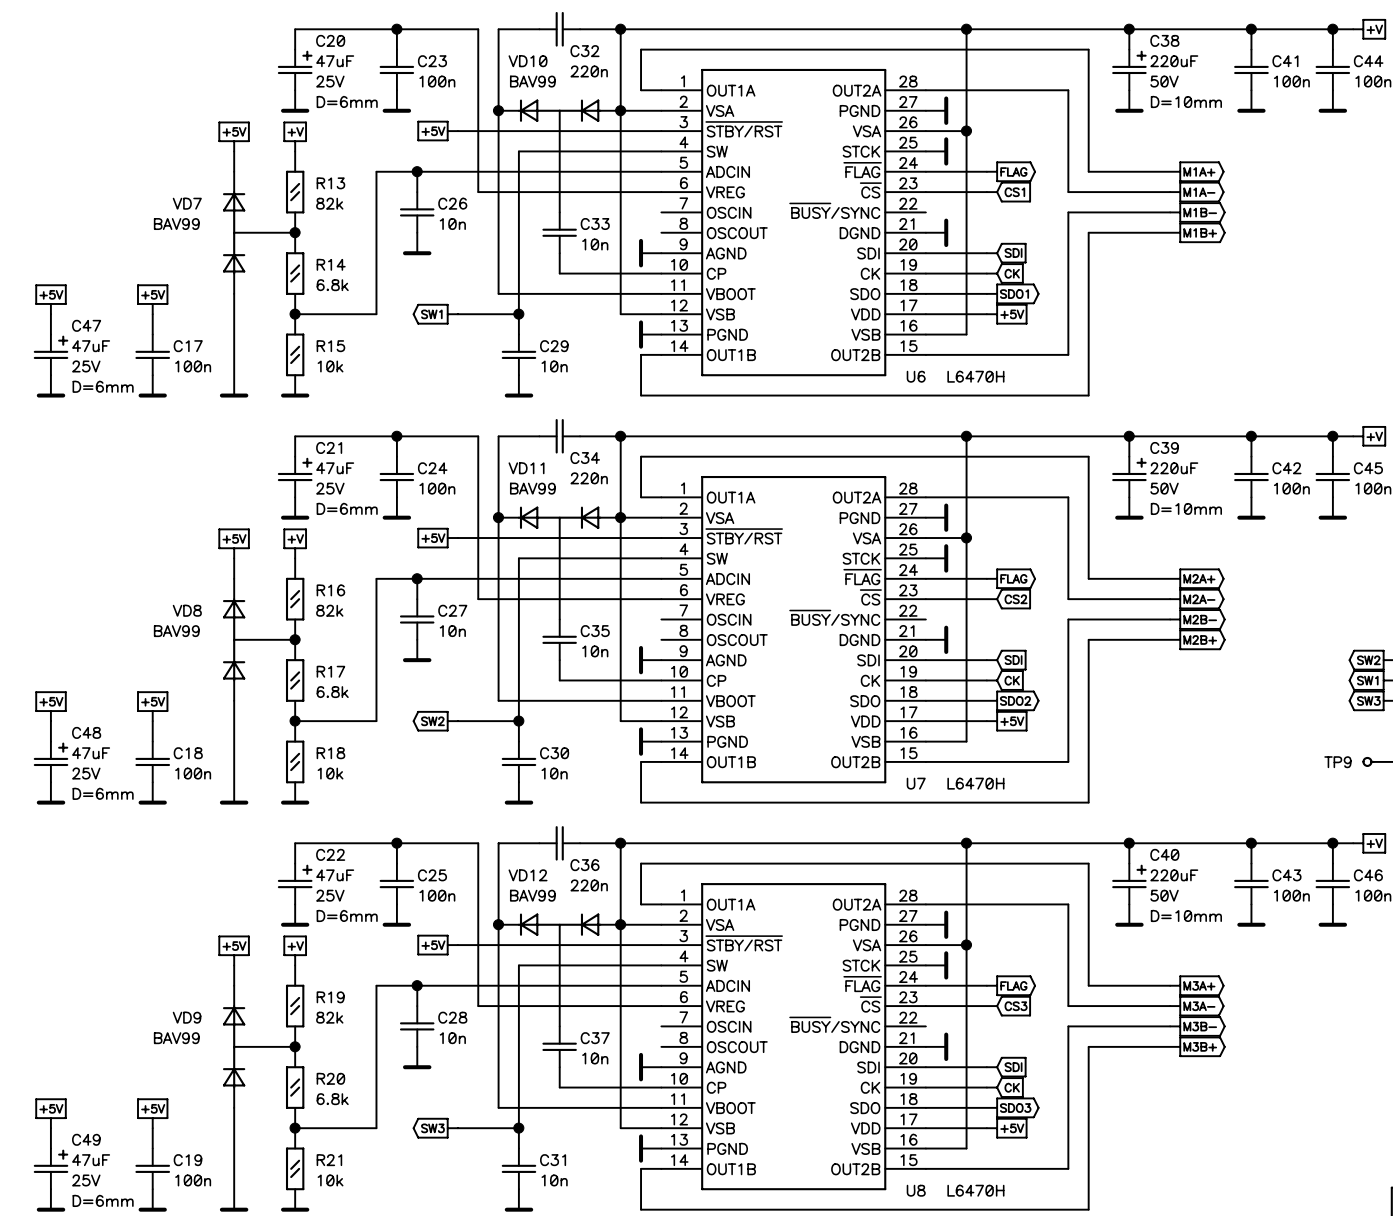 C20
47uF
25V
D=6mm
C23
100n
VD10
BAV99
C32
220n
C38
220uF
50V
D=10mm
C41
100n
C44
100n
+V
+5V
+V
+5V
VD7
BAV99
R13
82k
R14
6.8k
R15
10k
C26
10n
C33
10n
SW1
C29
10n
+5V
C47
47uF
25V
D=6mm
+5V
C17
100n
1 OUT1A
2 VSA
3 STBY/RST
4 SW
5 ADCIN
6 VREG
7 OSCIN
8 OSCOUT
9 AGND
10 CP
11 VBOOT
12 VSB
13 PGND
14 OUT1B
OUT2A 28
PGND 27
VSA 26
STCK 25
FLAG 24 FLAG
CS 23 CS1
BUSY/SYNC 22
DGND 21
SDI 20 SDI
CK 19 CK
SDO 18 SDO1
VDD 17 +5V
VSB 16
OUT2B 15
U6 L6470H
M1A+
M1A-
M1B-
M1B+
C21
47uF
25V
D=6mm
C24
100n
VD11
BAV99
C34
220n
C39
220uF
50V
D=10mm
C42
100n
C45
100n
+V
+5V
+V
+5V
VD8
BAV99
R16
82k
R17
6.8k
R18
10k
C27
10n
C35
10n
SW2
C30
10n
+5V
C48
47uF
25V
D=6mm
+5V
C18
100n
1 OUT1A
2 VSA
3 STBY/RST
4 SW
5 ADCIN
6 VREG
7 OSCIN
8 OSCOUT
9 AGND
10 CP
11 VBOOT
12 VSB
13 PGND
14 OUT1B
OUT2A 28
PGND 27
VSA 26
STCK 25
FLAG 24 FLAG
CS 23 CS2
BUSY/SYNC 22
DGND 21
SDI 20 SDI
CK 19 CK
SDO 18 SDO2
VDD 17 +5V
VSB 16
OUT2B 15
U7 L6470H
M2A+
M2A-
M2B-
M2B+
SW2
SW1
SW3
TP9
C22
47uF
25V
D=6mm
C25
100n
VD12
BAV99
C36
220n
C40
220uF
50V
D=10mm
C43
100n
C46
100n
+V
+5V
+V
+5V
VD9
BAV99
R19
82k
R20
6.8k
R21
10k
C28
10n
C37
10n
SW3
C31
10n
+5V
C49
47uF
25V
D=6mm
+5V
C19
100n
1 OUT1A
2 VSA
3 STBY/RST
4 SW
5 ADCIN
6 VREG
7 OSCIN
8 OSCOUT
9 AGND
10 CP
11 VBOOT
12 VSB
13 PGND
14 OUT1B
OUT2A 28
PGND 27
VSA 26
STCK 25
FLAG 24 FLAG
CS 23 CS3
BUSY/SYNC 22
DGND 21
SDI 20 SDI
CK 19 CK
SDO 18 SDO3
VDD 17 +5V
VSB 16
OUT2B 15
U8 L6470H
M3A+
M3A-
M3B-
M3B+